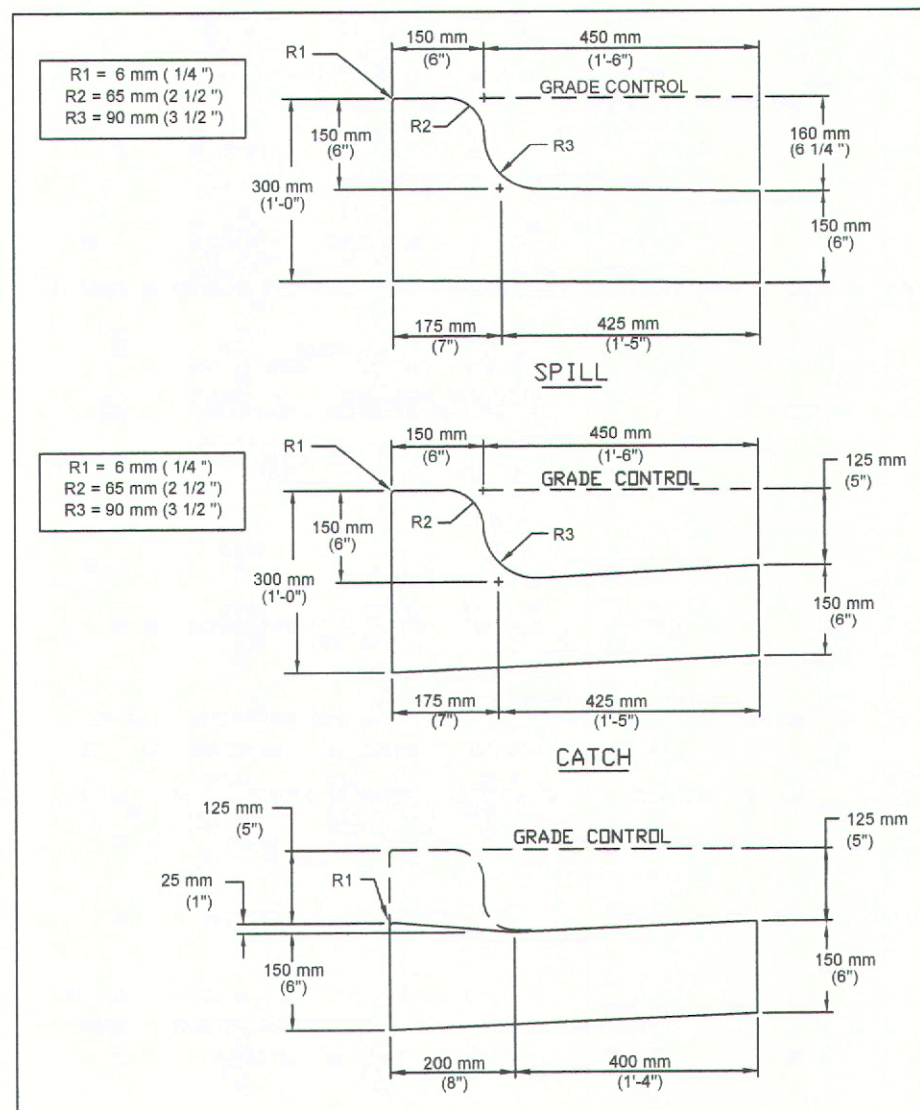 150 mm
(6")
450 mm
(1'-6")
R1
R1 = 6 mm ( 1/4 ")
R2 = 65 mm (2 1/2 ")
R3 = 90 mm (3 1/2 ")
GRADE CONTROL
R2
150 mm
(6")
R3
160 mm
(6 1/4 ")
300 mm
(1'-0")
150 mm
(6")
175 mm
(7")
425 mm
(1'-5")
SPILL
150 mm
(6")
450 mm
(1'-6")
R1
R1 = 6 mm ( 1/4 ")
R2 = 65 mm (2 1/2 ")
R3 = 90 mm (3 1/2 ")
125 mm
(5")
GRADE CONTROL
R2
150 mm
(6")
R3
300 mm
(1'-0")
150 mm
(6")
175 mm
(7")
425 mm
(1'-5")
CATCH
125 mm
(5")
GRADE CONTROL
125 mm
(5")
25 mm
(1")
R1
150 mm
(6")
150 mm
(6")
200 mm
(8")
400 mm
(1'-4")